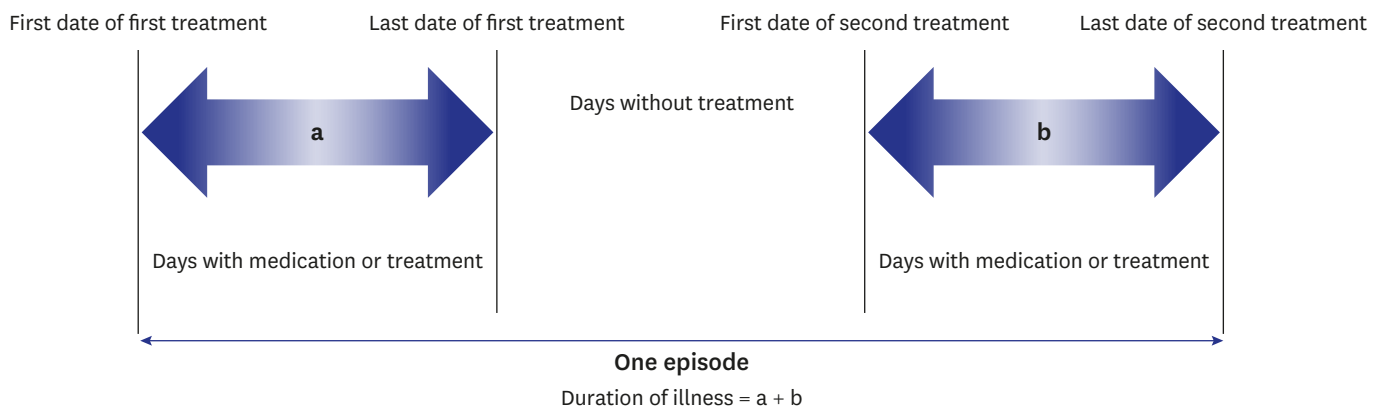 First date of first treatment
Last date of first treatment
First date of second treatment
Last date of second treatment
Days without treatment
a
b
Days with medication or treatment
Days with medication or treatment
One episode
Duration of illness = a + b